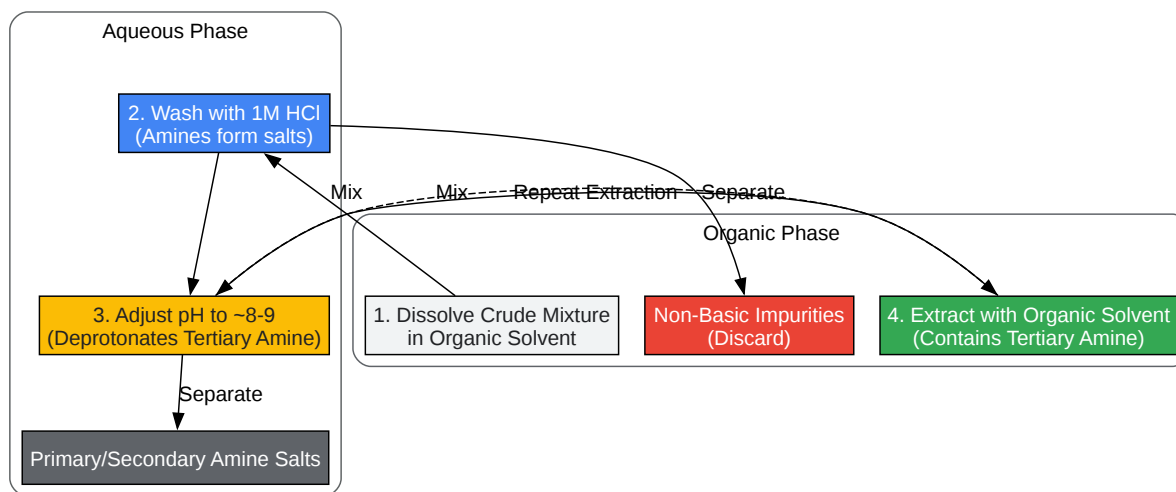 Aqueous Phase
2. Wash with 1M HCl
(Amines form salts)
Mix
Mix
Repeat Extraction
Separate
Organic Phase
3. Adjust pH to ~8-9
(Deprotonates Tertiary Amine)
1. Dissolve Crude Mixture
in Organic Solvent
Non-Basic Impurities
(Discard)
4. Extract with Organic Solvent
(Contains Tertiary Amine)
Separate
Primary/Secondary Amine Salts